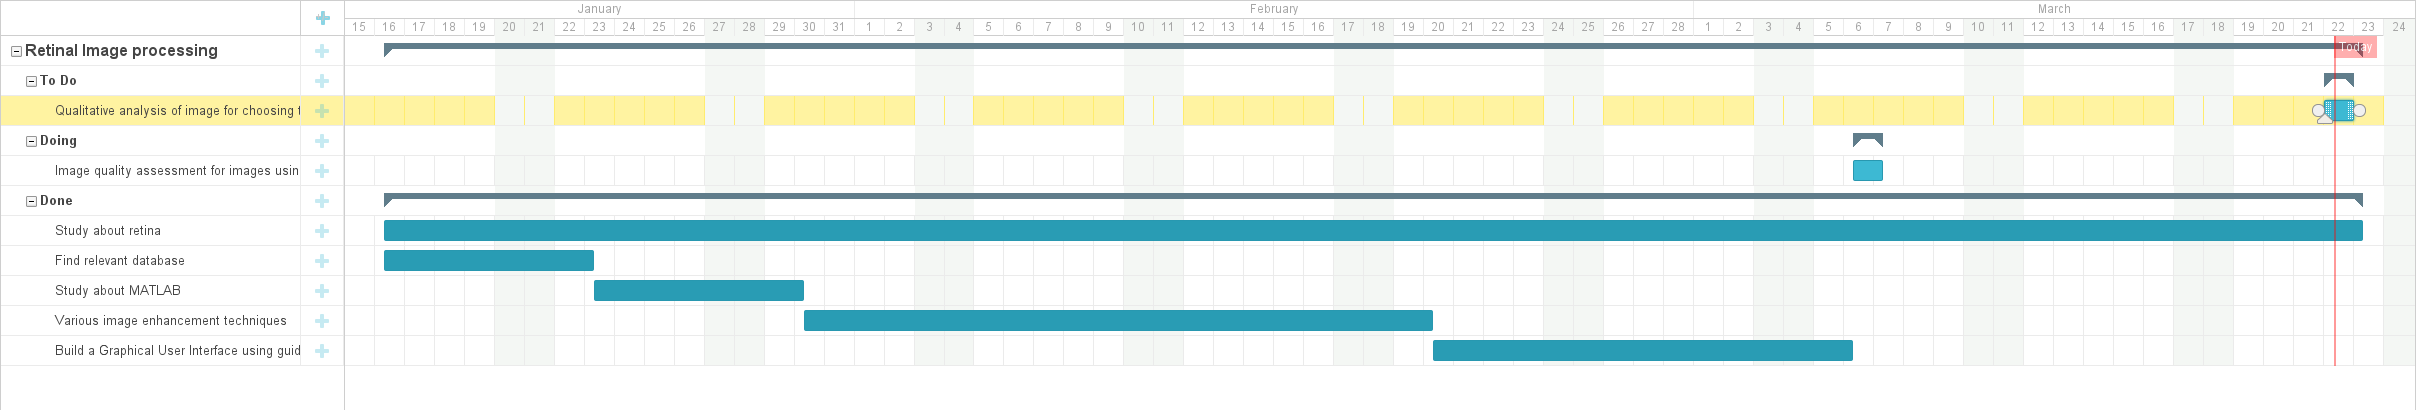 January February March
15 16 17 18 19 20 21 22 23 24 25 26 27 28 29 30 31 1 2 3 4 5 6 7 8 9 10 11 12 13 14 15 16 17 18 19 20 21 22 23 24 25 26 27 28 1 2 3 4 5 6 7 8 9 10 11 12 13 14 15 16 17 18 19 20 21 22 23 24
Retinal Image processing
Today
To Do
Qualitative analysis of image for choosing
Doing
Image quality assessment for images usin
Done
Study about retina
Find relevant database
Study about MATLAB
Various image enhancement techniques
Build a Graphical User Interface using guid